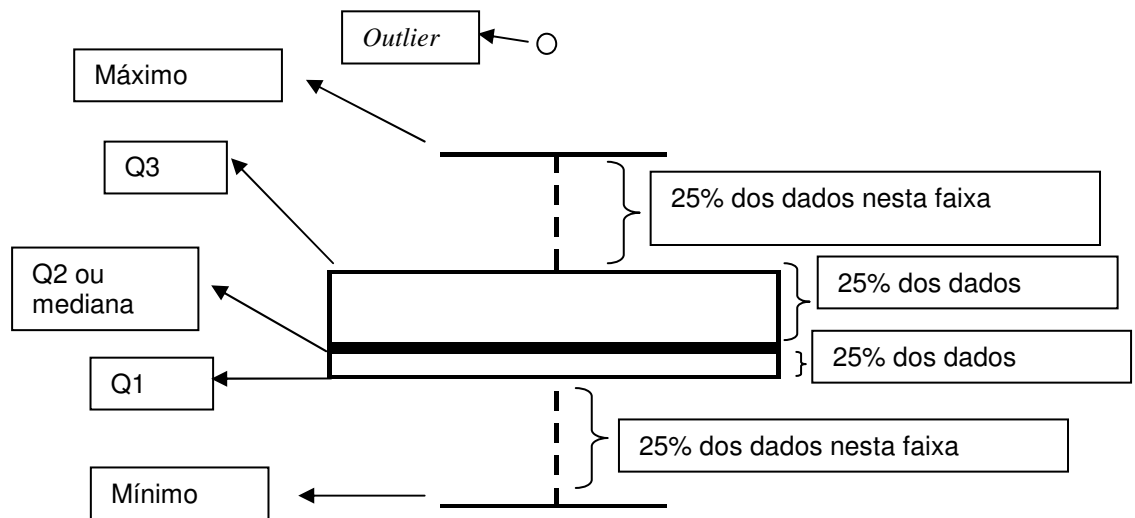 Outlier
Máximo
Q3
25% dos dados nesta faixa
Q2 ou
mediana
25% dos dados
25% dos dados
Q1
25% dos dados nesta faixa
Mínimo